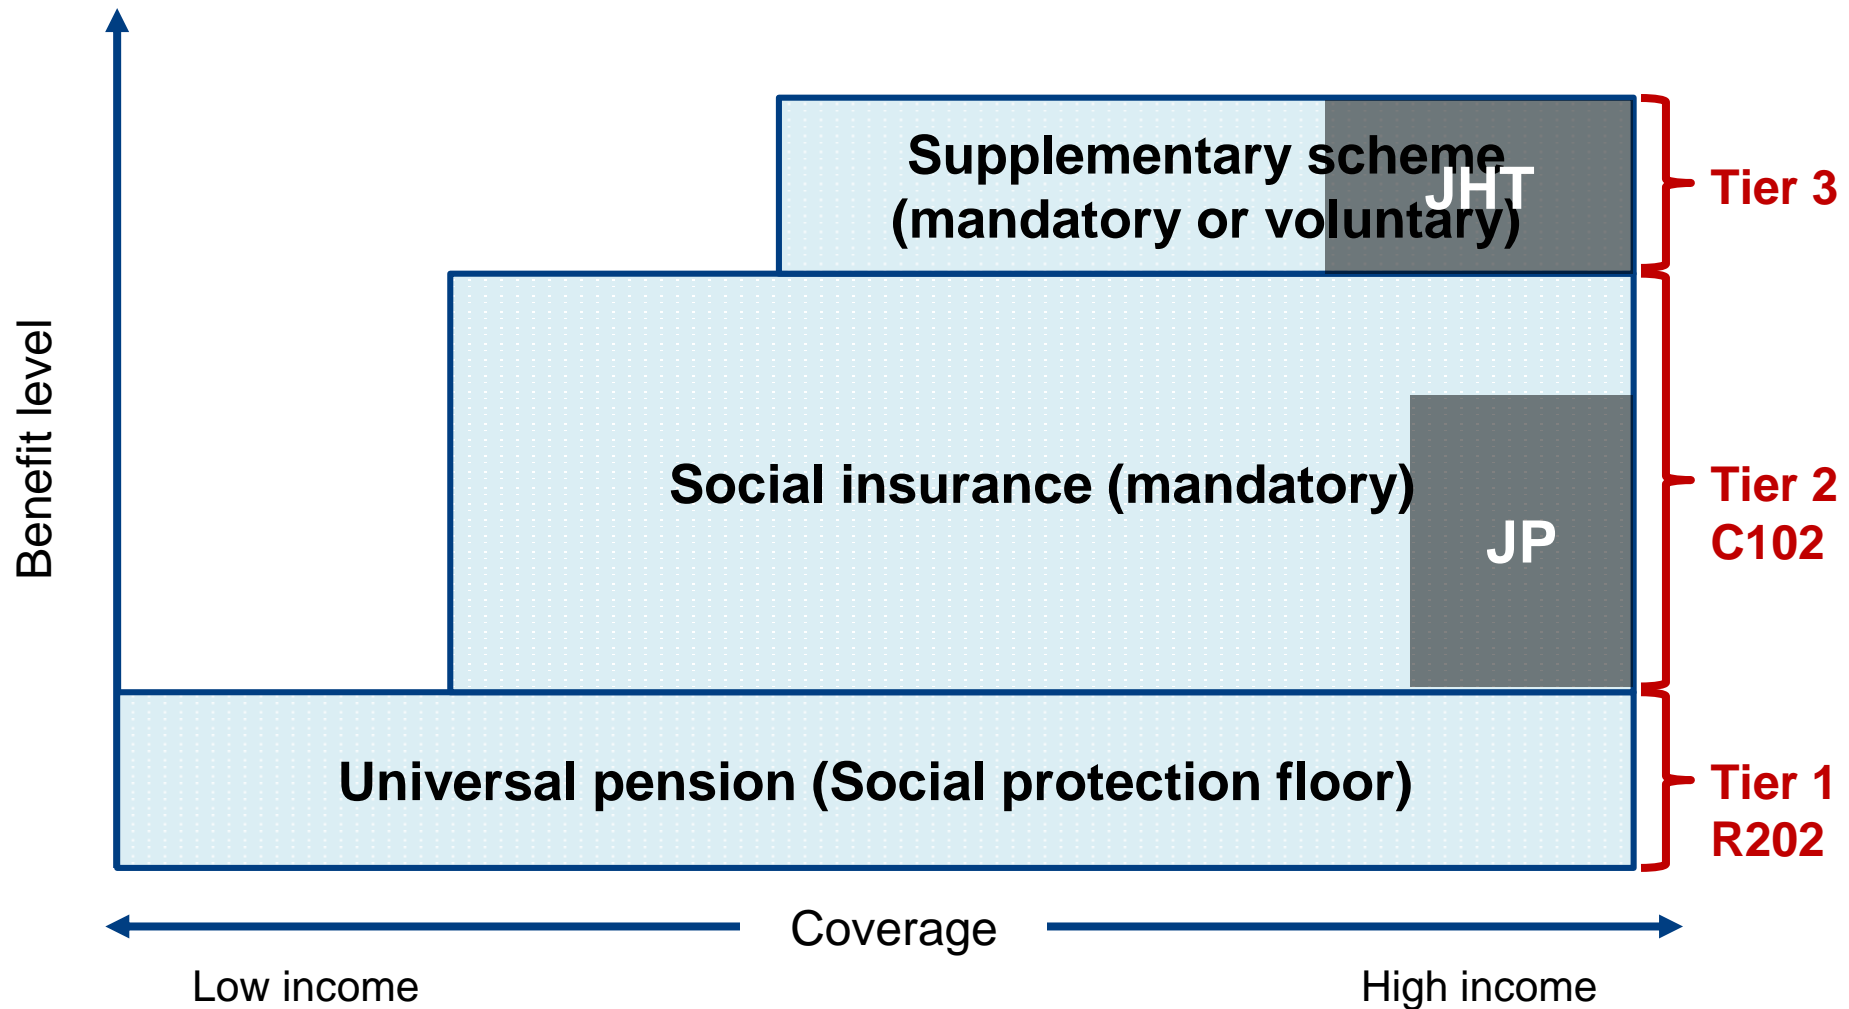 Supplementary scheme
(mandatory or voluntary)
JHT
Tier 3
Benefit level
Social insurance (mandatory)
JP
Tier 2
C102
Universal pension (Social protection floor)
Tier 1
R202
Coverage
Low income
High income